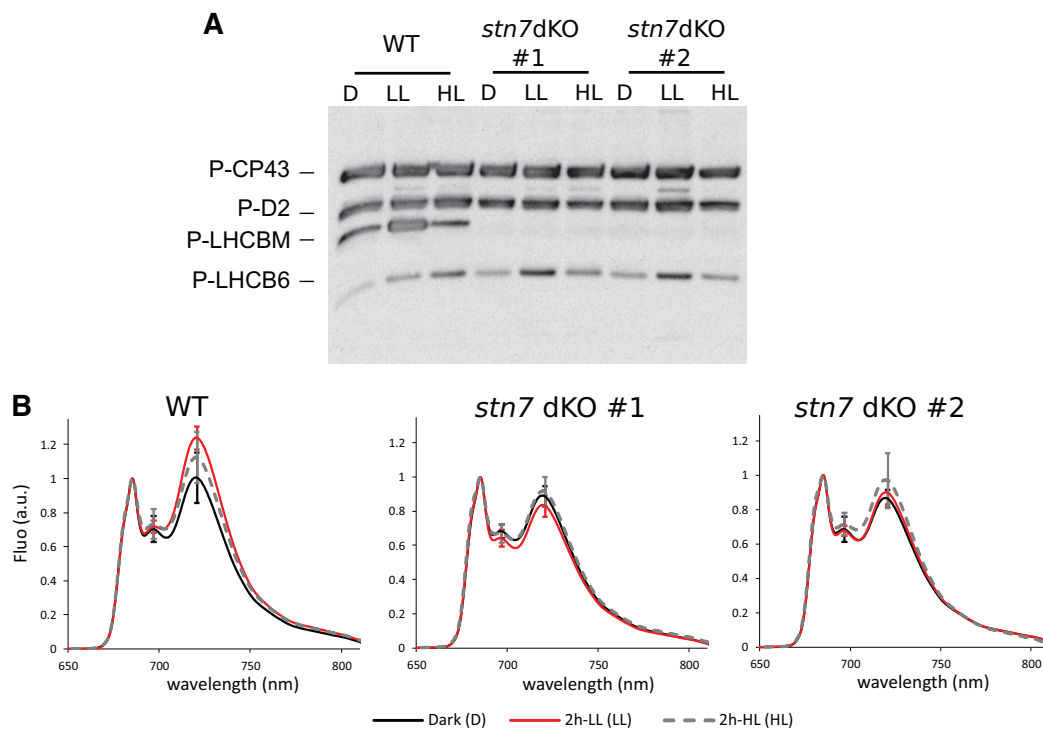 A
WT
stn7dKO #1
stn7dKO #2
D LL HL D LL HL D LL HL
P-CP43
P-D2
P-LHCBM
P-LHCB6
B
WT
stn7 dKO #1
stn7 dKO #2
Fluo (a.u.)
1.2
1
0.8
0.6
0.4
0.2
0
650 700 750 800
wavelength (nm)
1.2
1
0.8
0.6
0.4
0.2
0
650 700 750 800
wavelength (nm)
1.2
1
0.8
0.6
0.4
0.2
0
650 700 750 800
wavelength (nm)
Dark (D) 2h-LL (LL) 2h-HL (HL)